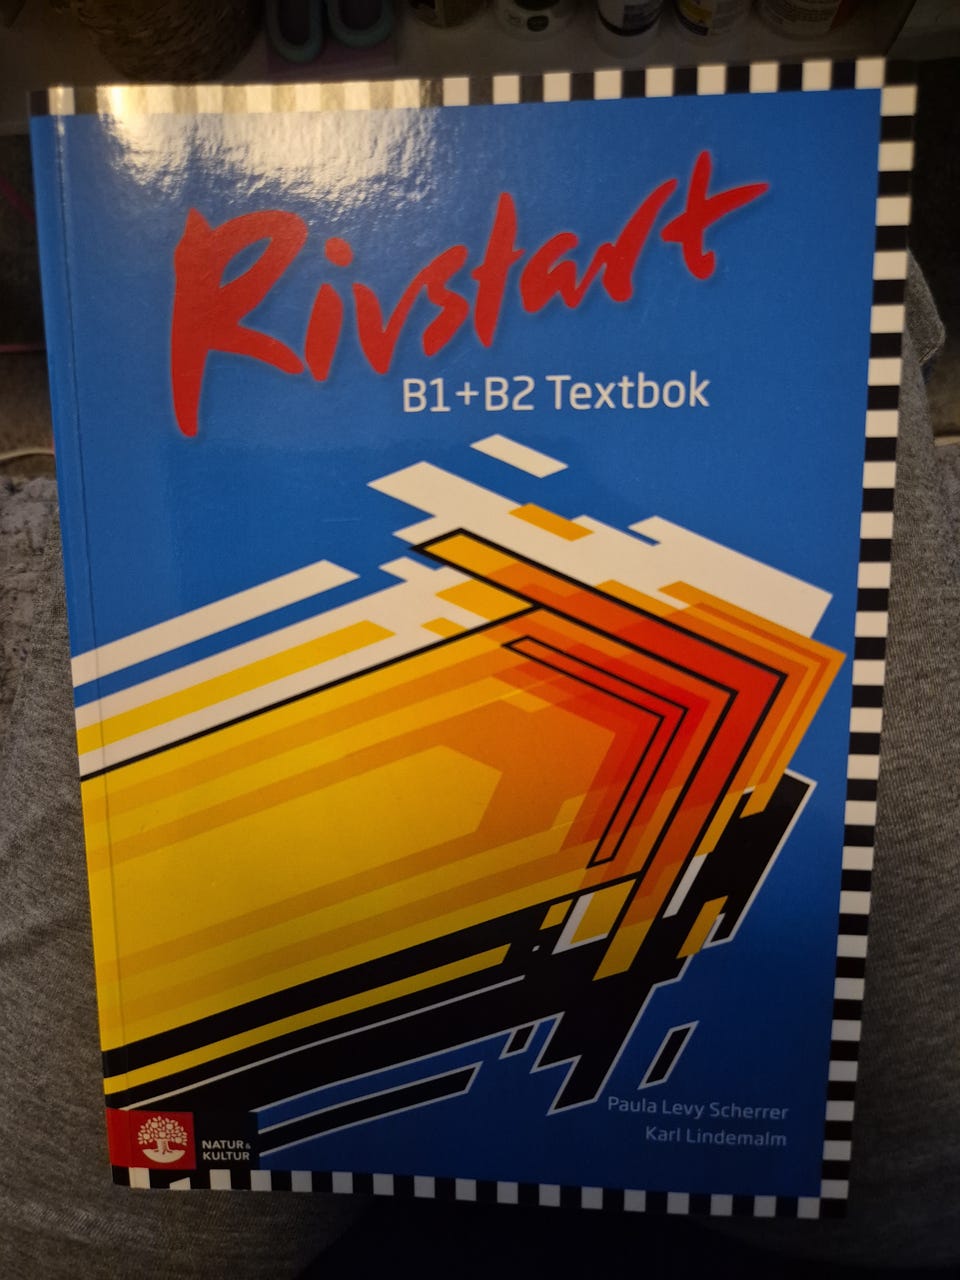 Rivstart
B1+B2 Textbok
Paula Levy Scherrer
Karl Lindemalm
NATUR &
KULTUR